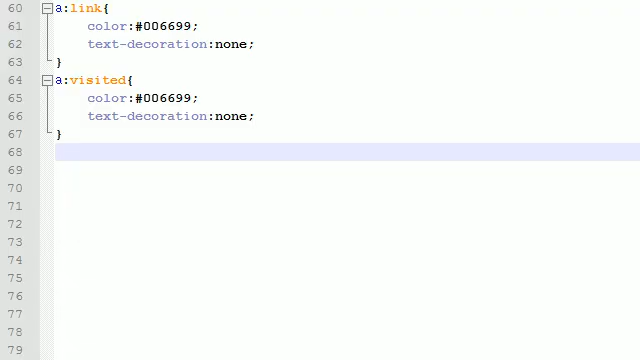 60 a:link{
61 color:#006699;
62 text-decoration:none;
63 }
64 a:visited{
65 color:#006699;
66 text-decoration:none;
67 }
68
69
70
71
72
73
74
75
76
77
78
79